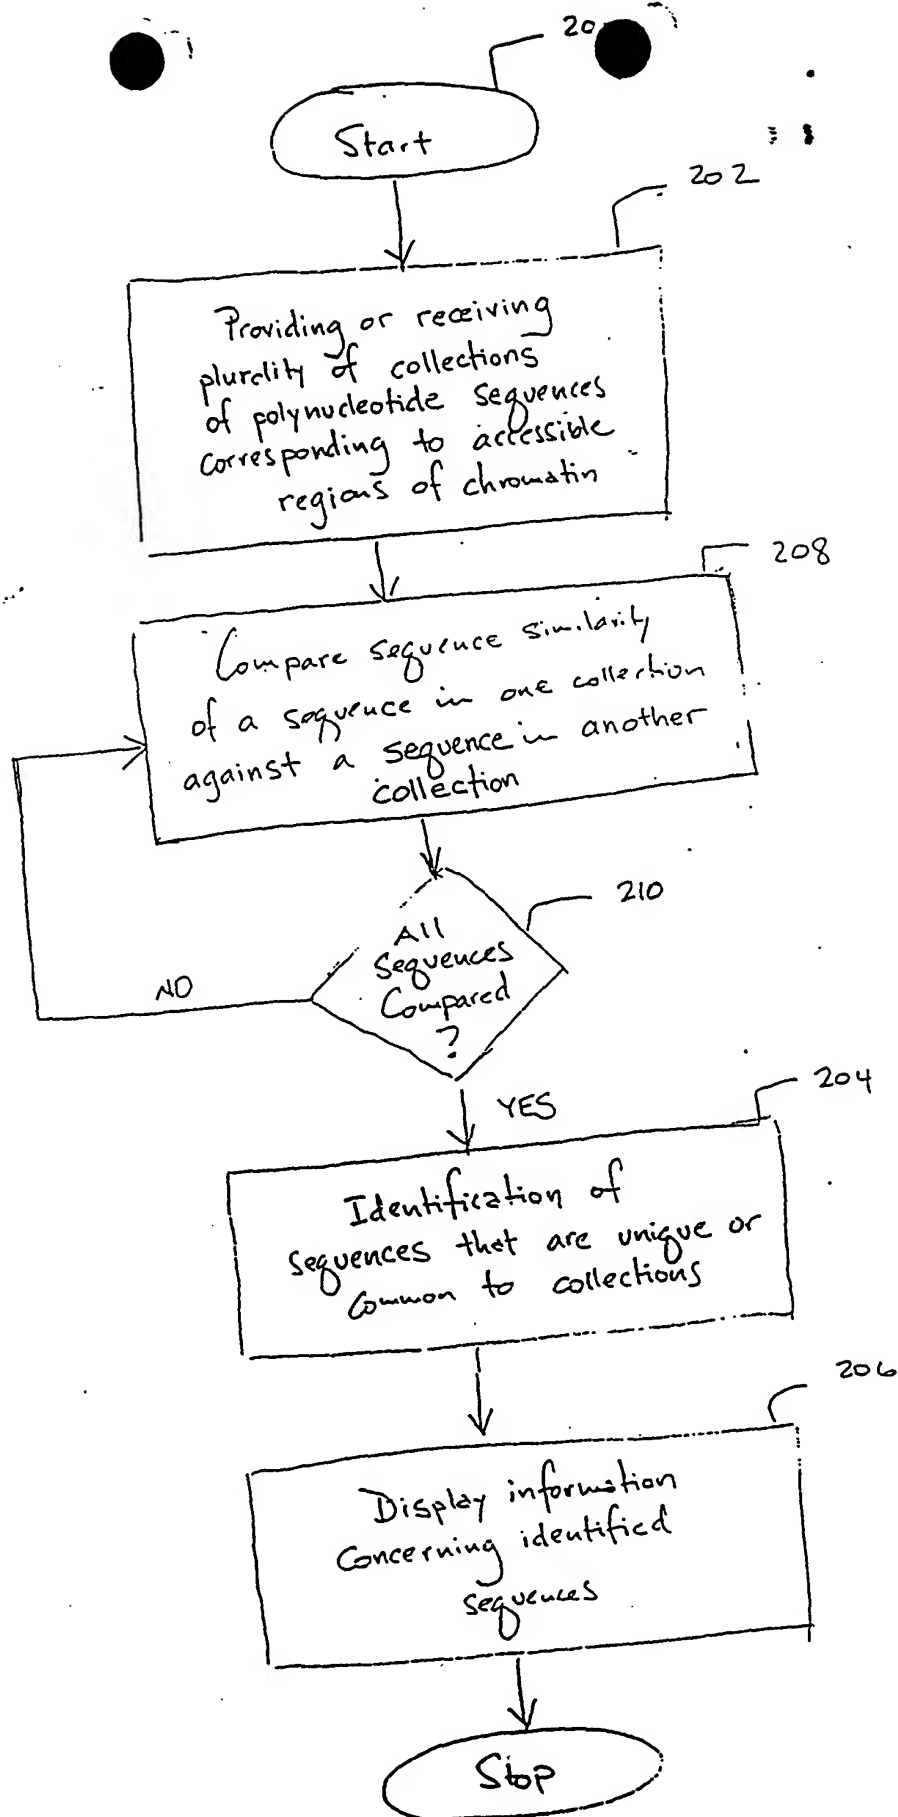 20
Start
202
Providing or receiving
plurality of collections
of polynucleotide sequences
corresponding to accessible
regions of chromatin
208
Compare sequence similarity
of a sequence in one collection
against a sequence in another
collection
210
All
Sequences
Compared
?
NO
YES
204
Identification of
sequences that are unique or
common to collections
206
Display information
Concerning identified
sequences
Stop